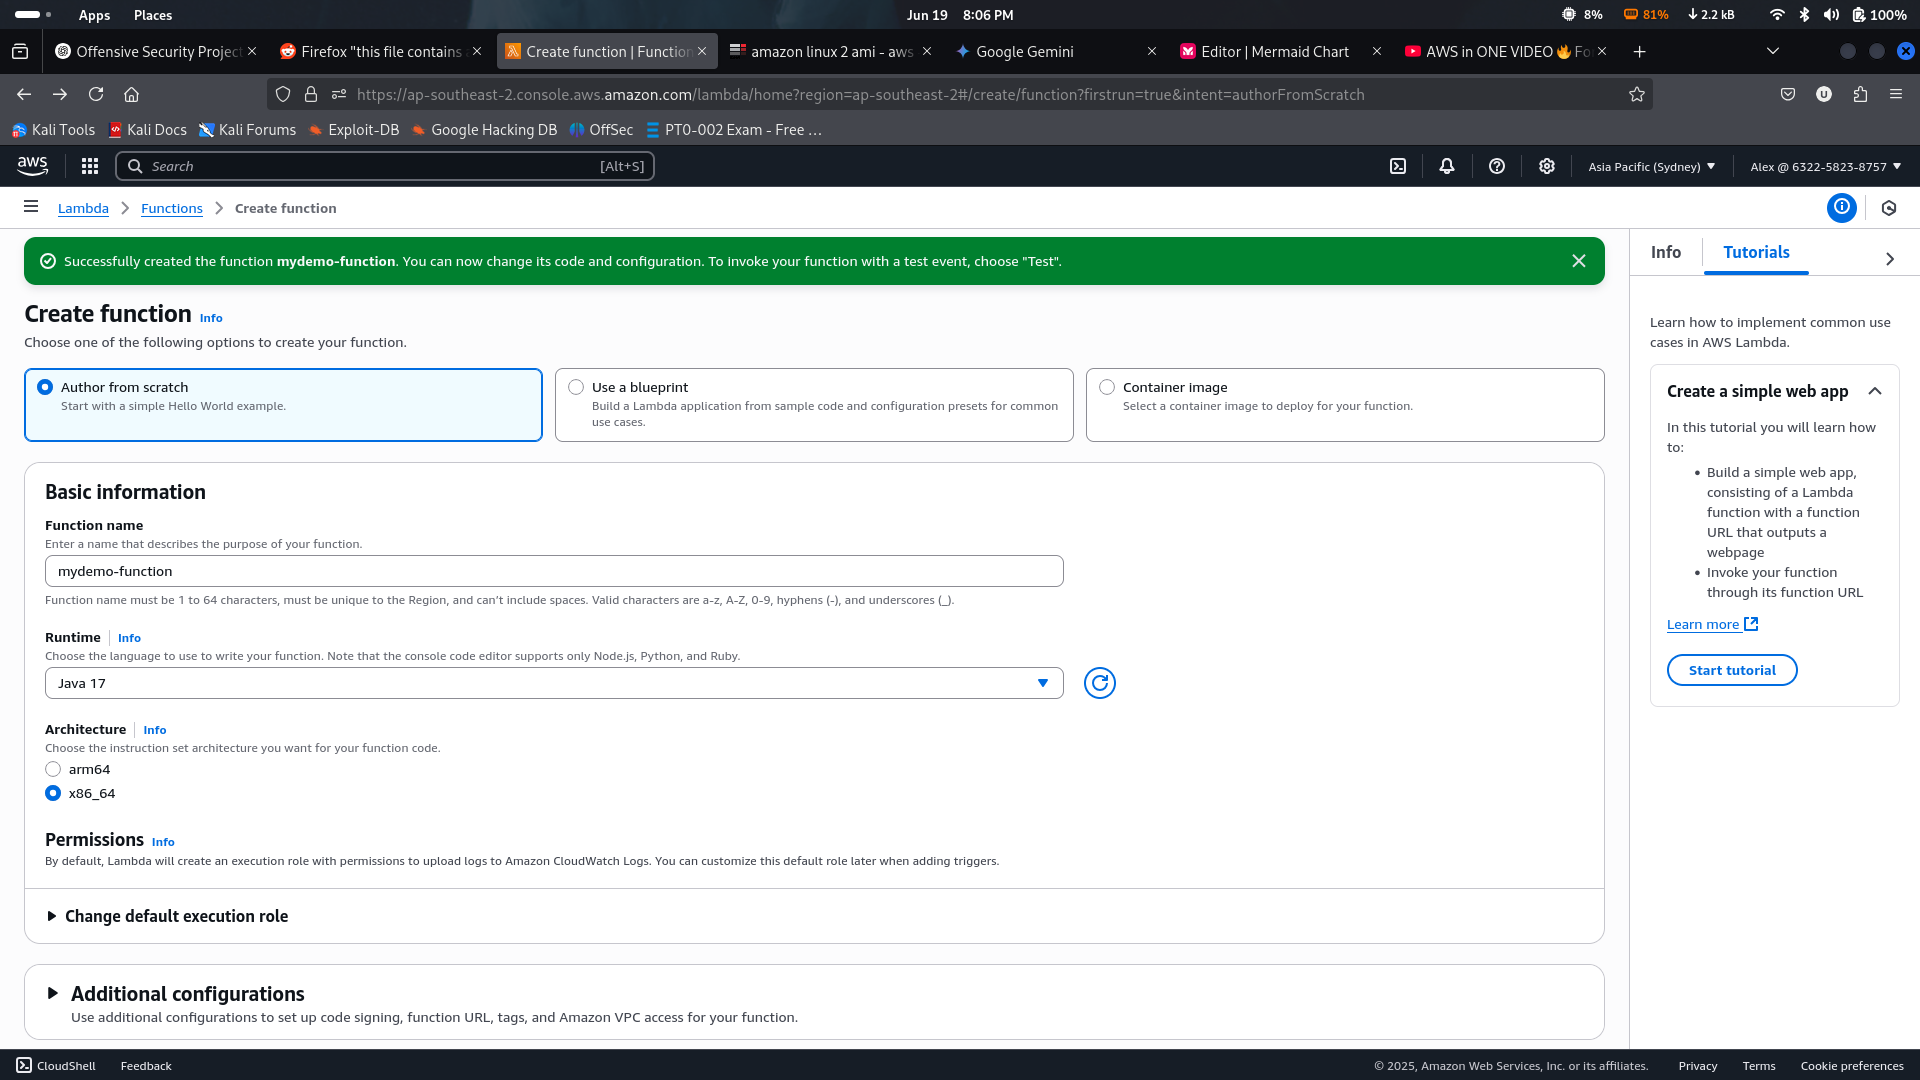 Apps Places Jun 19 8:06 PM 8% 81% 2.2 kB 100%
Offensive Security Project Firefox "this file contains Create function | Function amazon linux 2 ami - aws Google Gemini Editor | Mermaid Chart AWS in ONE VIDEO 🔥 Fo
https://ap-southeast-2.console.aws.amazon.com/lambda/home?region=ap-southeast-2#/create/function?firstrun=true&intent=authorFromScratch
Kali Tools Kali Docs Kali Forums Exploit-DB Google Hacking DB OffSec PT0-002 Exam - Free …
aws Search [Alt+S] Asia Pacific (Sydney) Alex @ 6322-5823-8757
Lambda Functions Create function
Successfully created the function mydemo-function. You can now change its code and configuration. To invoke your function with a test event, choose "Test".
Create function Info
Choose one of the following options to create your function.
Author from scratch
Start with a simple Hello World example.
Use a blueprint
Build a Lambda application from sample code and configuration presets for common
use cases.
Container image
Select a container image to deploy for your function.
Basic information
Function name
Enter a name that describes the purpose of your function.
mydemo-function
Function name must be 1 to 64 characters, must be unique to the Region, and can't include spaces. Valid characters are a-z, A-Z, 0-9, hyphens (-), and underscores (_).
Runtime Info
Choose the language to use to write your function. Note that the console code editor supports only Node.js, Python, and Ruby.
Java 17
Architecture Info
Choose the instruction set architecture you want for your function code.
arm64
x86_64
Permissions Info
By default, Lambda will create an execution role with permissions to upload logs to Amazon CloudWatch Logs. You can customize this default role later when adding triggers.
Change default execution role
Additional configurations
Use additional configurations to set up code signing, function URL, tags, and Amazon VPC access for your function.
Info Tutorials
Learn how to implement common use
cases in AWS Lambda.
Create a simple web app
In this tutorial you will learn how
to:
• Build a simple web app,
consisting of a Lambda
function with a function
URL that outputs a
webpage
• Invoke your function
through its function URL
Learn more
Start tutorial
CloudShell Feedback © 2025, Amazon Web Services, Inc. or its affiliates. Privacy Terms Cookie preferences